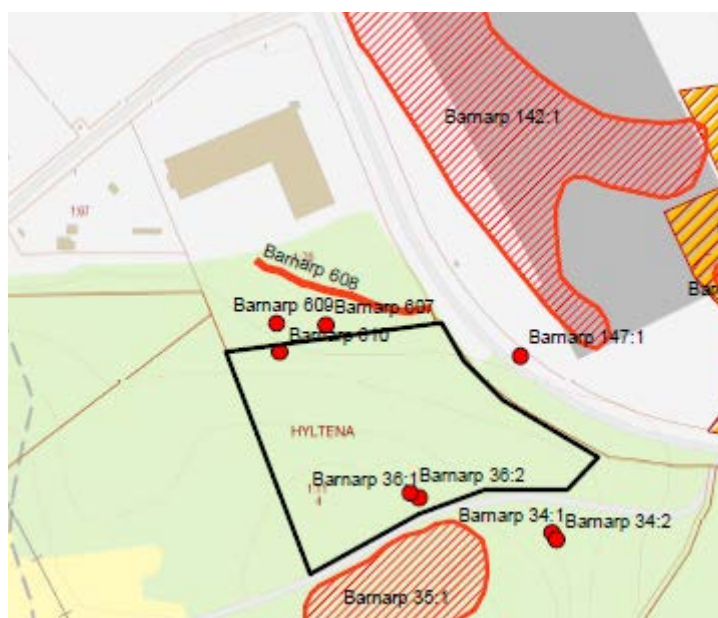 Barnarp 142:1
Barnarp 608
Barnarp 609
Barnarp 607
Barnarp 610
Barnarp 147:1
HYLTENA
Barnarp 36:1
Barnarp 36:2
Barnarp 34:1
Barnarp 34:2
Barnarp 35:1